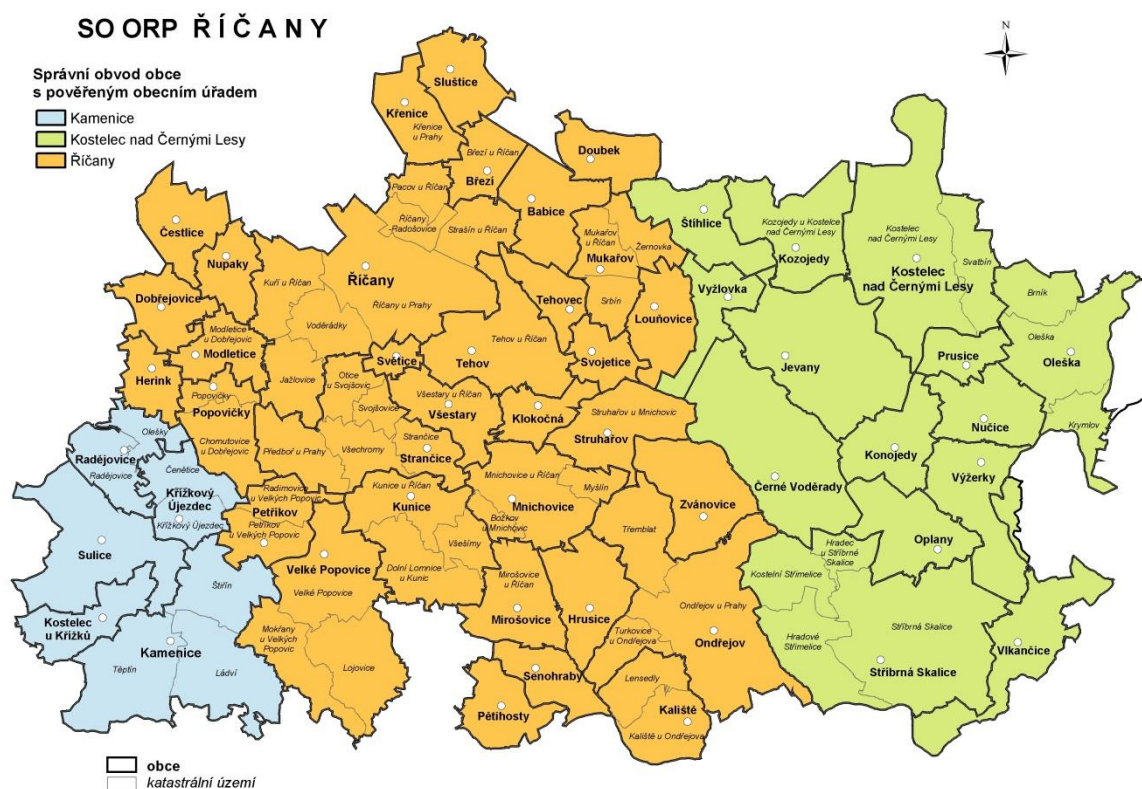 SO ORP ŘÍČANY
N
Správní obvod obce
s pověřeným obecním úřadem
Kamenice
Kostelec nad Černými Lesy
Říčany
Sluštice
Křenice
Křenice
u Prahy
Doubek
Březí u Říčan
Březí
Pacov u Říčan
Babice
Říčany
Radošovice
Strašín u Říčan
Čestlice
Štíhlice
Kozojedy u Kostelce
nad Černými Lesy
Kozojedy
Kostelec
nad Černými Lesy
Svatbín
Kostelec
nad Černými Lesy
Mukařov
u Říčan
Žernovka
Mukařov
Nupaky
Kuří u Říčan
Říčany
Říčany u Prahy
Tehovec
Srbín
Louňovice
Vyžlovka
Brník
Dobřejovice
Voděrádky
Modletice
u Dobřejovic
Modletice
Světice
Tehov
Tehov u Říčan
Svojetice
Jevany
Prusice
Oleška
Oleška
Herink
Popovičky
Popovičky
Jažlovice
Otice
u Svojšovic
Svojšovice
Všestary u Říčan
Všestary
Klokočná
Struhařov u Mnichovic
Struhařov
Nučice
Krymlov
Olešky
Radějovice
Radějovice
Chomutovice
u Dobřejovic
Předboř u Prahy
Všechromy
Strančice
Strančice
Konojedy
Výžerky
Čenětice
Křížkový
Újezdec
Křížkový Újezdec
Radimovice
u Velkých Popovic
Petříkov
Petříkov
u Velkých Popovic
Kunice u Říčan
Kunice
Mnichovice u Říčan
Myšlín
Mnichovice
Božkov
u Mnichovic
Všešímy
Zvánovice
Černé Voděrady
Třemblat
Sulice
Štiřín
Velké Popovice
Velké Popovice
Dolní Lomnice
u Kunic
Mirošovice
u Říčan
Mirošovice
Hrusice
Hradec
u Stříbrné
Skalice
Oplany
Kostelní Střimelice
Kostelec
u Křížků
Kamenice
Těptín
Ládví
Mokřany
u Velkých
Popovic
Lojovice
Turkovice
u Ondřejova
Ondřejov u Prahy
Ondřejov
Hradové
Střimelice
Stříbrná Skalice
Stříbrná Skalice
Vlkančice
Senohraby
Pětihosty
Lensedly
Kaliště
Kaliště u Ondřejova
obce
katastrální území